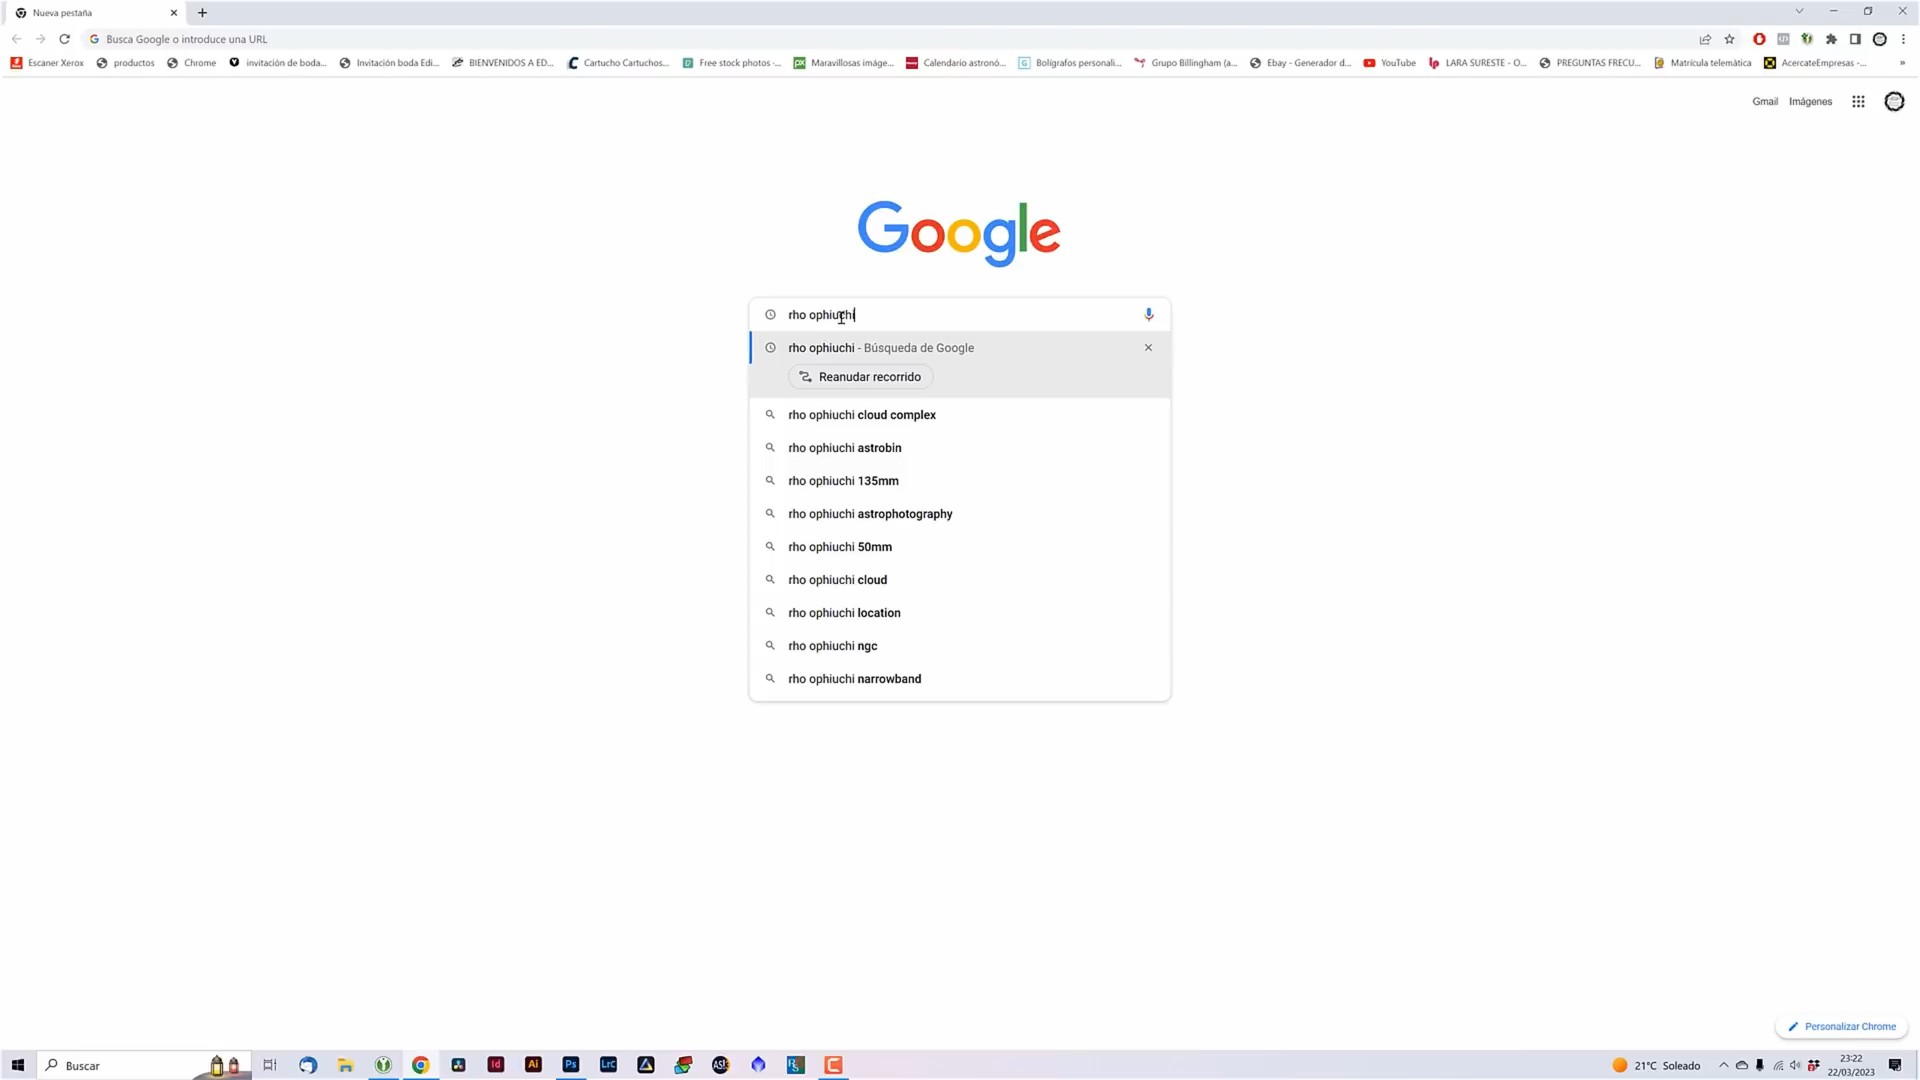 Nueva pestaña
Busca Google o introduce una URL
Escaner Xerox productos Chrome invitación de boda... Invitación boda Edi... BIENVENIDOS A ED... Cartucho Cartuchos... Free stock photos -... Maravillosas imáge... Calendario astronó... Bolígrafos personali... Grupo Billingham (a... Ebay - Generador d... YouTube LARA SURESTE - O... PREGUNTAS FRECU... Matrícula telemática AcercateEmpresas -... »
Gmail Imágenes
Google
rho ophiuchi
rho ophiuchi - Búsqueda de Google
Reanudar recorrido
rho ophiuchi cloud complex
rho ophiuchi astrobin
rho ophiuchi 135mm
rho ophiuchi astrophotography
rho ophiuchi 50mm
rho ophiuchi cloud
rho ophiuchi location
rho ophiuchi ngc
rho ophiuchi narrowband
Personalizar Chrome
Buscar
Id Ai Ps LrC
21°C Soleado
23:22
22/03/2023